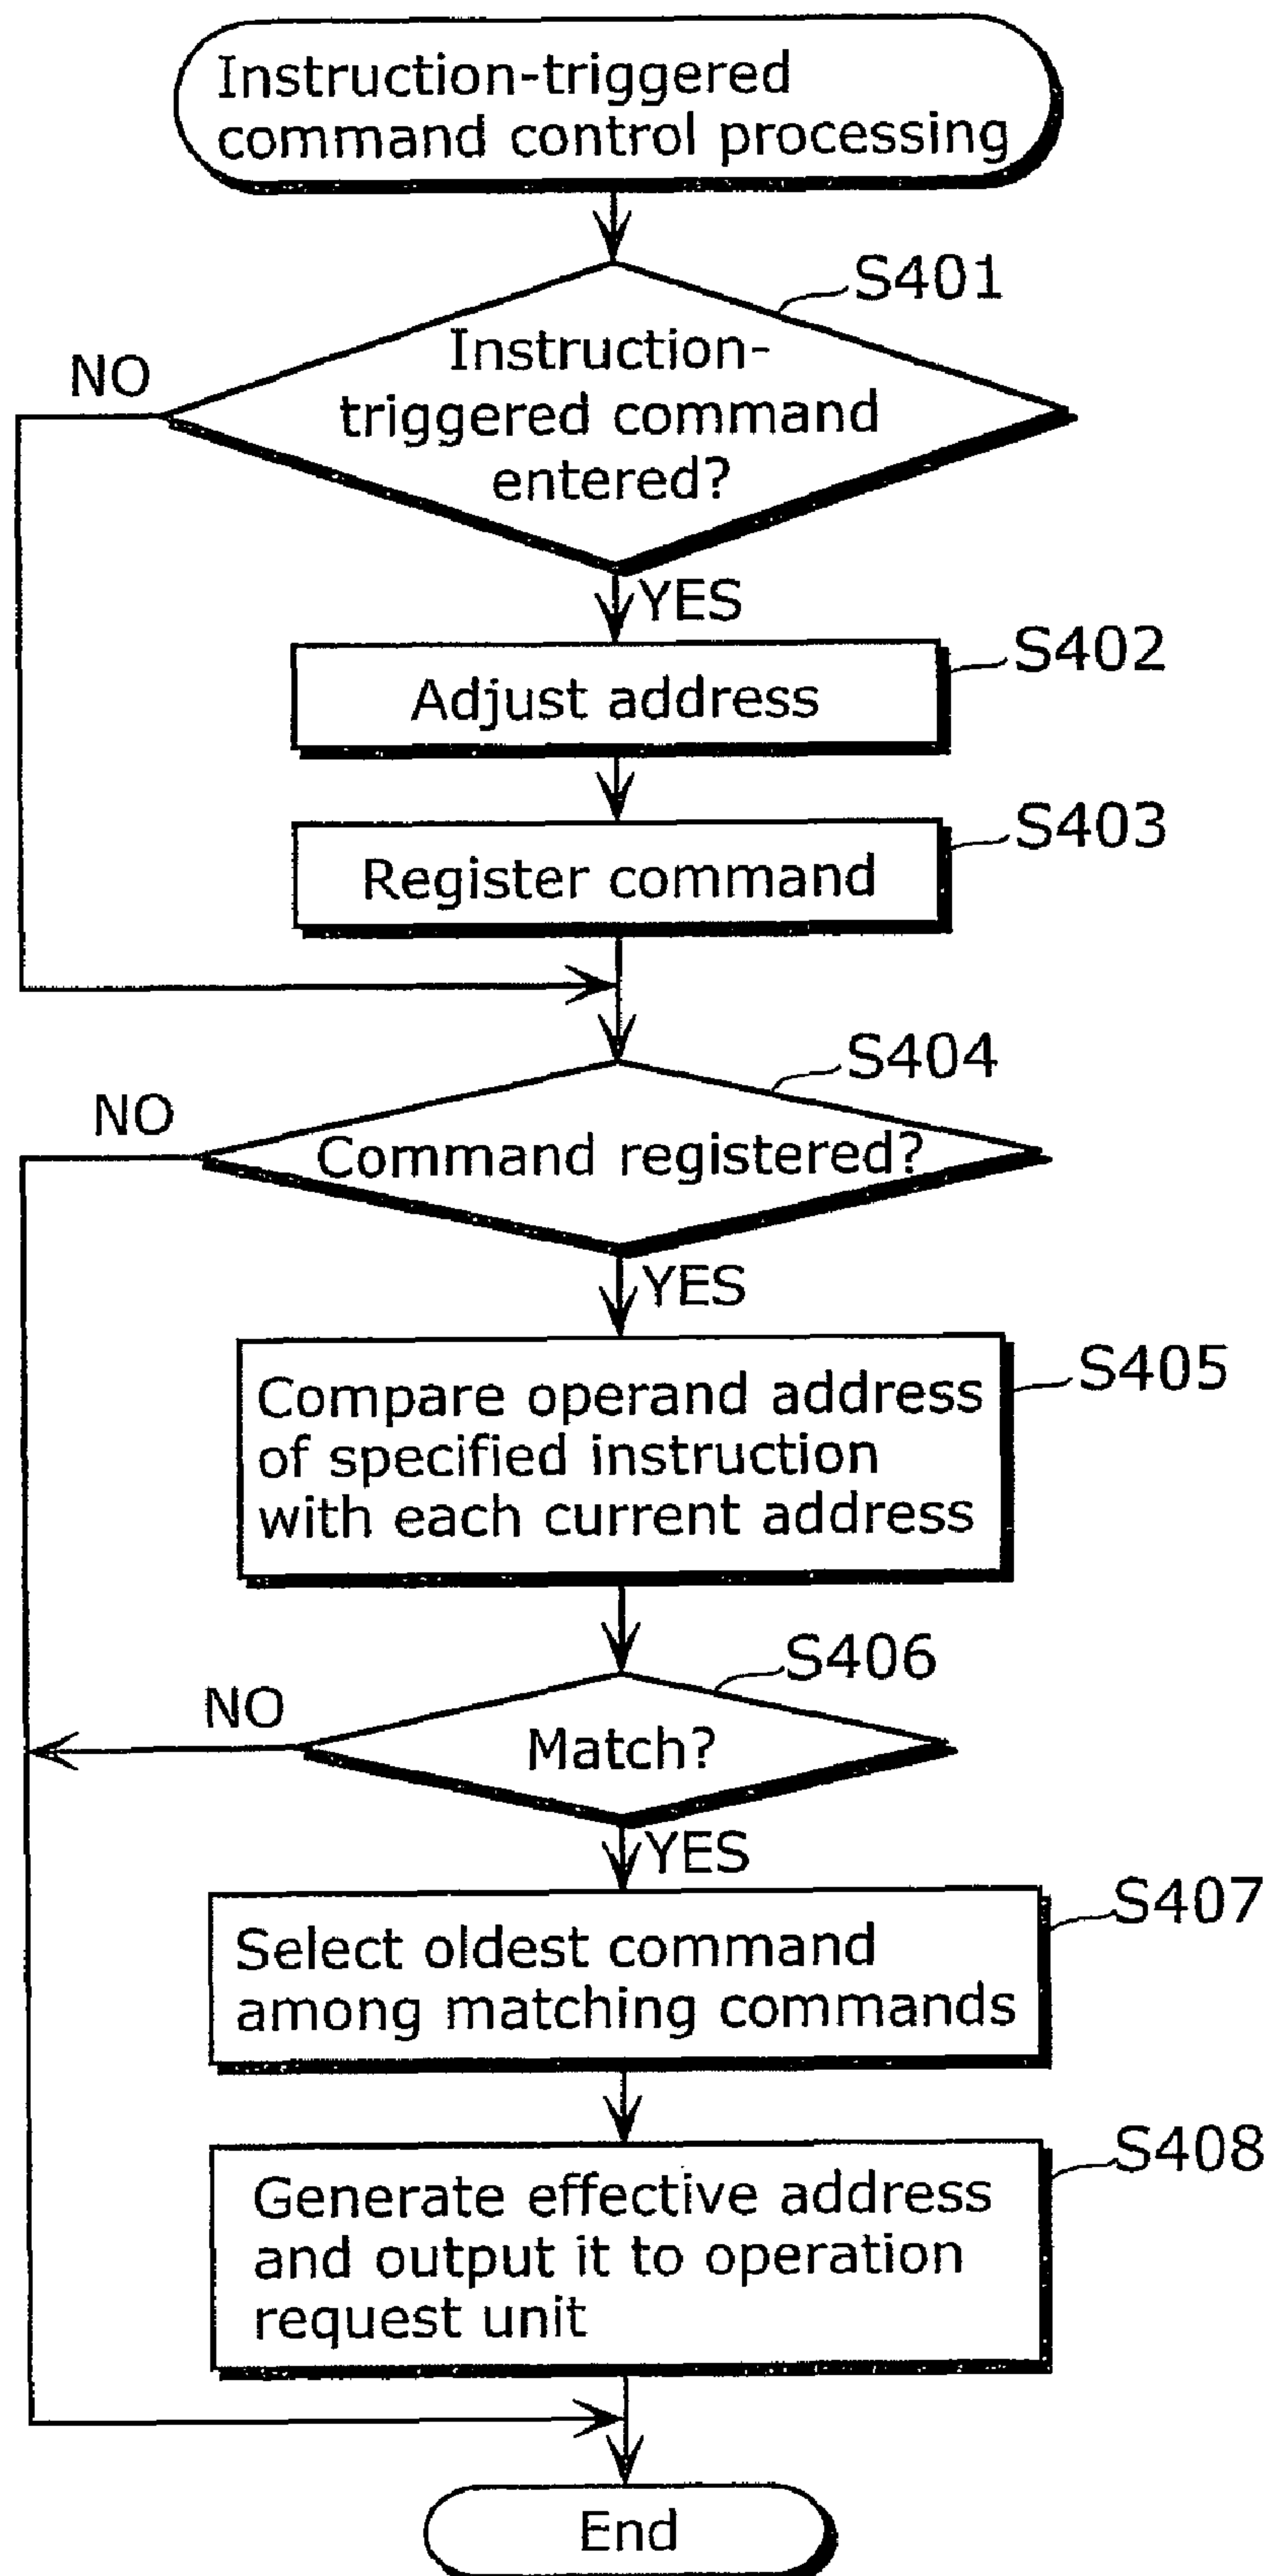 Instruction-triggered
command control processing
S401
Instruction-
triggered command
entered?
NO
YES
S402
Adjust address
S403
Register command
S404
NO
Command registered?
YES
S405
Compare operand address
of specified instruction
with each current address
S406
NO
Match?
YES
S407
Select oldest command
among matching commands
S408
Generate effective address
and output it to operation
request unit
End